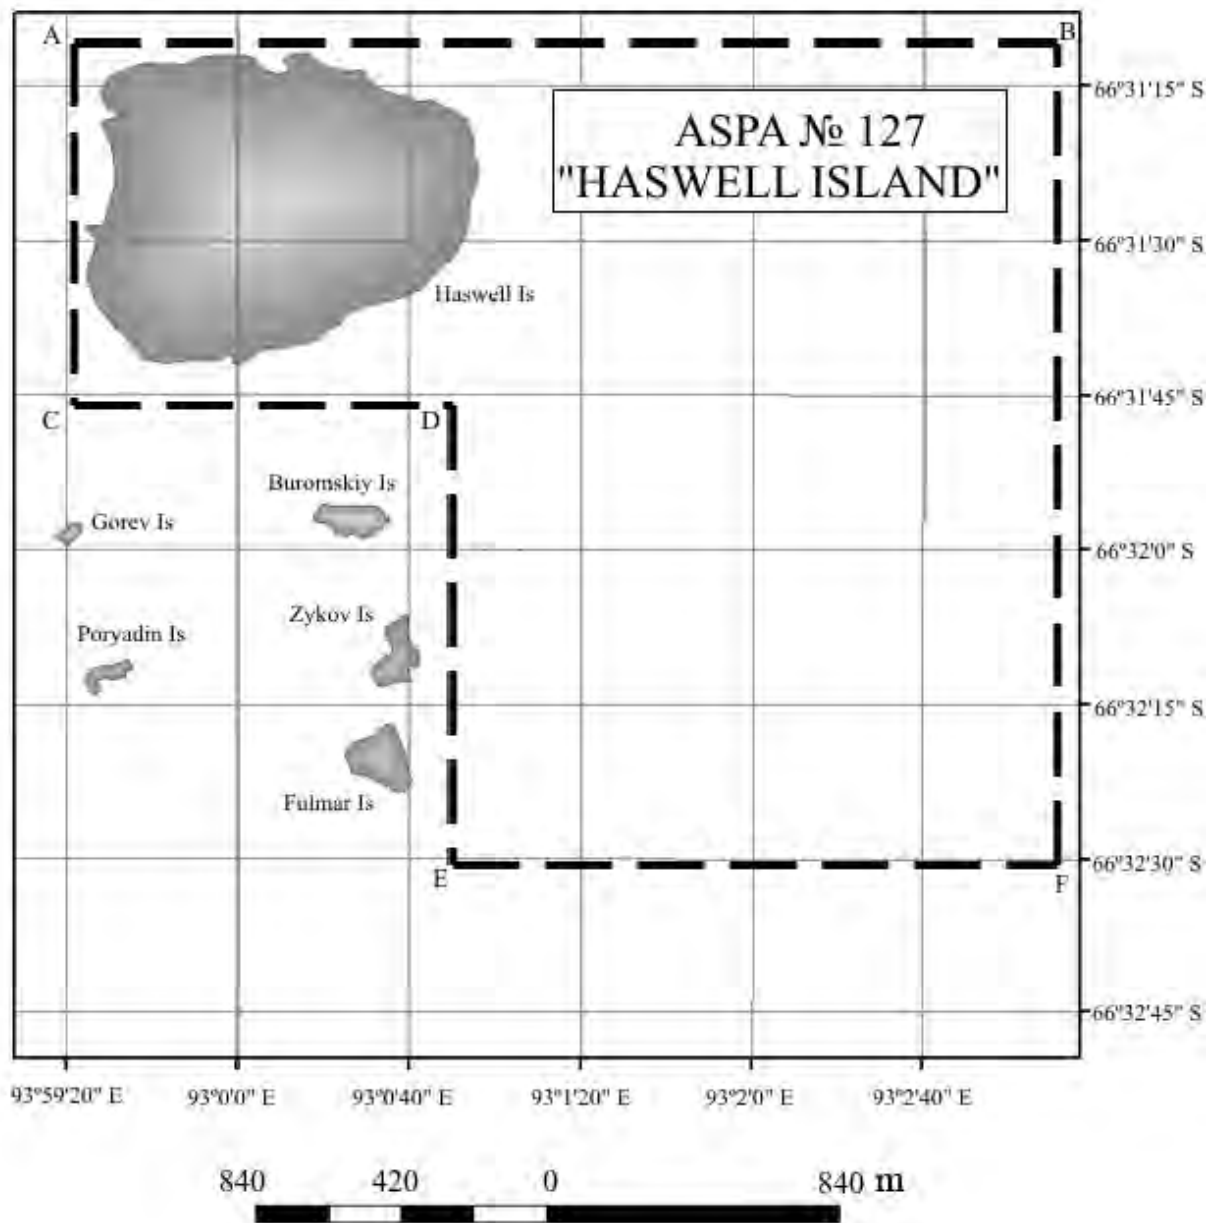 A
B
66°31'15" S
ASPA № 127
"HASWELL ISLAND"
66°31'30" S
Haswell Is
66°31'45" S
C
D
Buromskiy Is
Gorev Is
66°32'0" S
Zykov Is
Poryadin Is
66°32'15" S
Fulmar Is
66°32'30" S
E
F
66°32'45" S
93°59'20" E 93°0'0" E 93°0'40" E 93°1'20" E 93°2'0" E 93°2'40" E
840 420 0 840 m